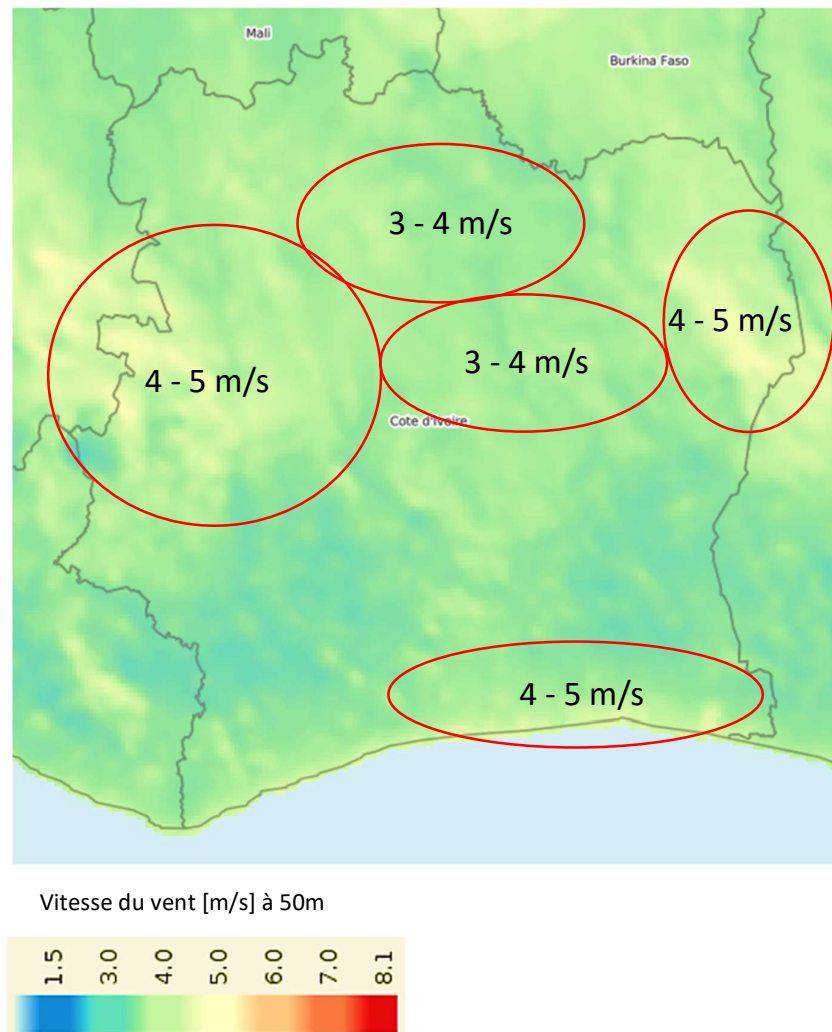 Mali
Burkina Faso
3 - 4 m/s
4 - 5 m/s
3 - 4 m/s
4 - 5 m/s
Cote d'Ivoire
4 - 5 m/s
Vitesse du vent [m/s] à 50m
1.5 3.0 4.0 5.0 6.0 7.0 8.1